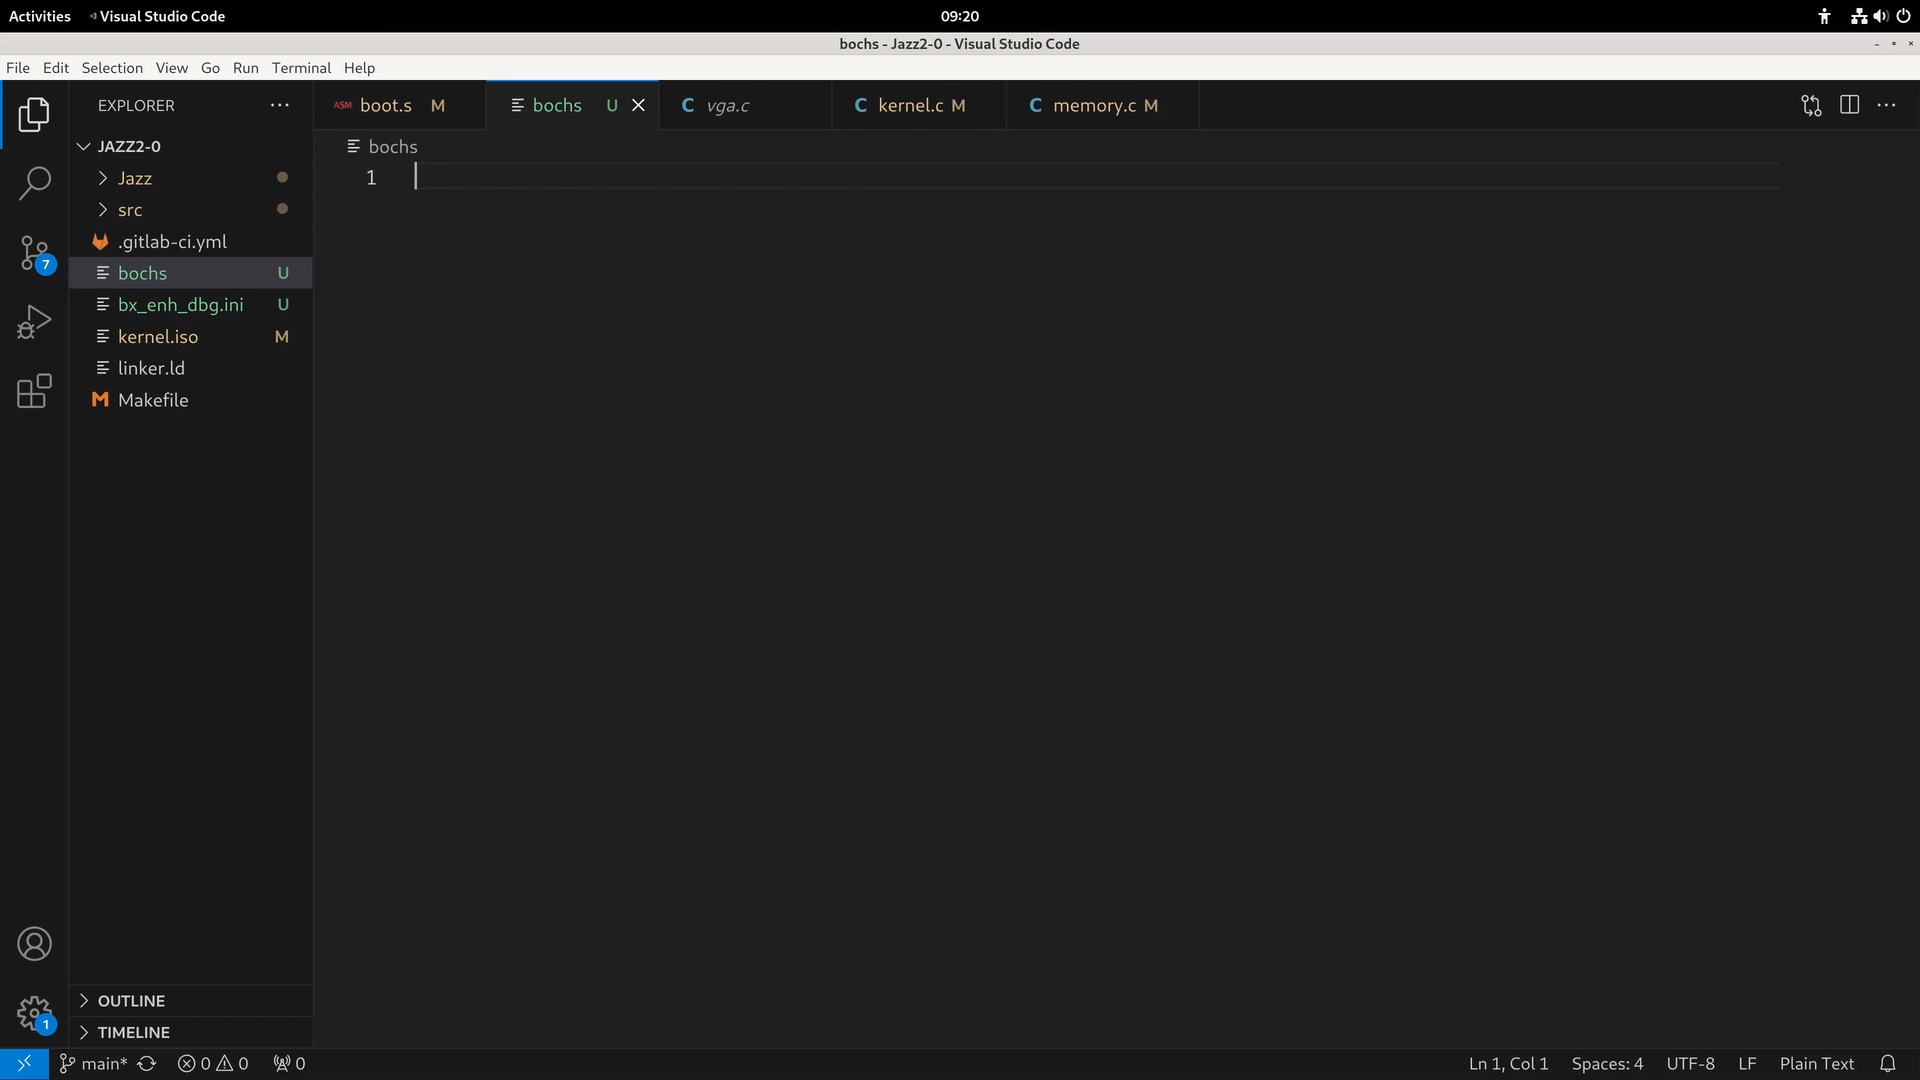 Activities Visual Studio Code 09:20
bochs - Jazz2-0 - Visual Studio Code
File Edit Selection View Go Run Terminal Help
EXPLORER
ASM boot.s M bochs U C vga.c C kernel.c M C memory.c M
JAZZ2-0
bochs
1
Jazz
src
.gitlab-ci.yml
7
bochs U
bx_enh_dbg.ini U
kernel.iso M
linker.ld
M Makefile
OUTLINE
1
TIMELINE
main* 0 0 0 Ln 1, Col 1 Spaces: 4 UTF-8 LF Plain Text